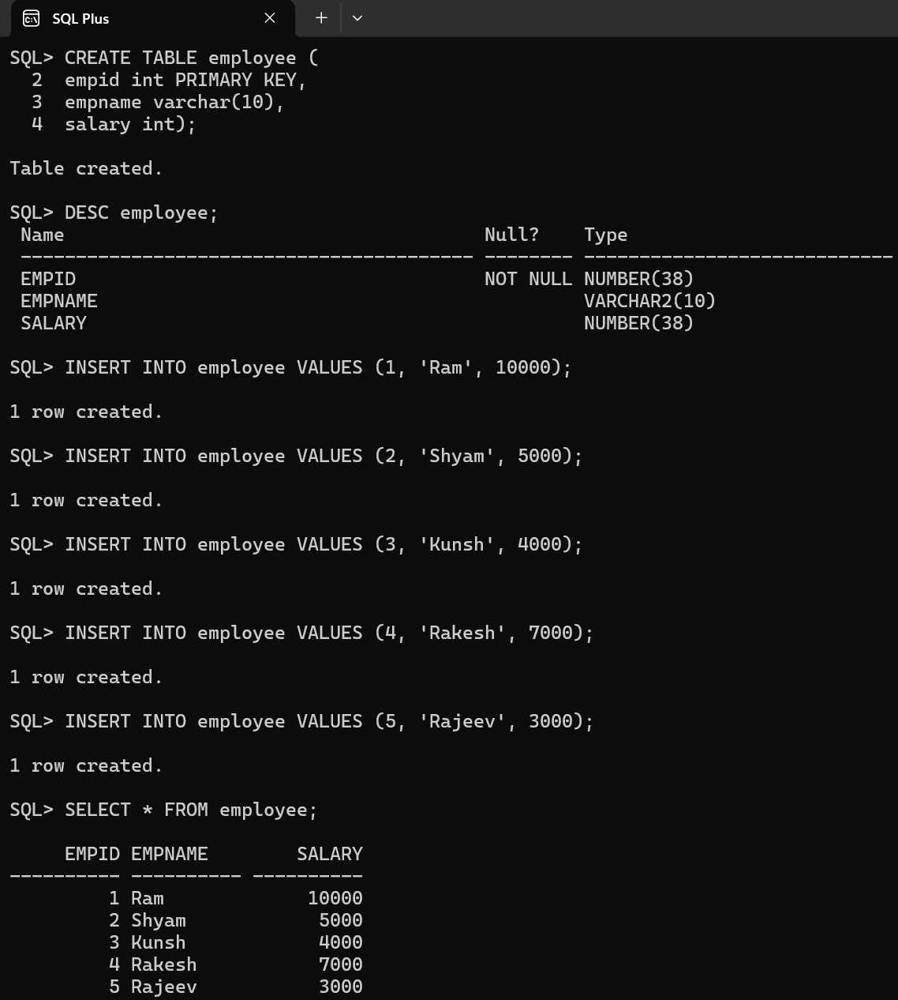 SQL Plus
SQL> CREATE TABLE employee (
  2  empid int PRIMARY KEY,
  3  empname varchar(10),
  4  salary int);
Table created.
SQL> DESC employee;
 Name                                      Null?    Type
 ----------------------------------------- -------- ----------------------------
 EMPID                                     NOT NULL NUMBER(38)
 EMPNAME                                            VARCHAR2(10)
 SALARY                                             NUMBER(38)
SQL> INSERT INTO employee VALUES (1, 'Ram', 10000);
1 row created.
SQL> INSERT INTO employee VALUES (2, 'Shyam', 5000);
1 row created.
SQL> INSERT INTO employee VALUES (3, 'Kunsh', 4000);
1 row created.
SQL> INSERT INTO employee VALUES (4, 'Rakesh', 7000);
1 row created.
SQL> INSERT INTO employee VALUES (5, 'Rajeev', 3000);
1 row created.
SQL> SELECT * FROM employee;
     EMPID EMPNAME        SALARY
---------- ---------- ----------
         1 Ram             10000
         2 Shyam            5000
         3 Kunsh            4000
         4 Rakesh           7000
         5 Rajeev           3000